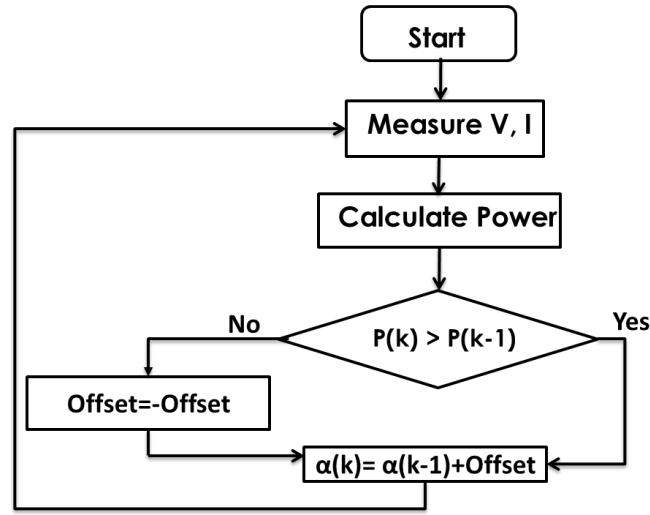 Start
Measure V, I
Calculate Power
P(k) > P(k-1)
No
Yes
Offset=-Offset
α(k)= α(k-1)+Offset